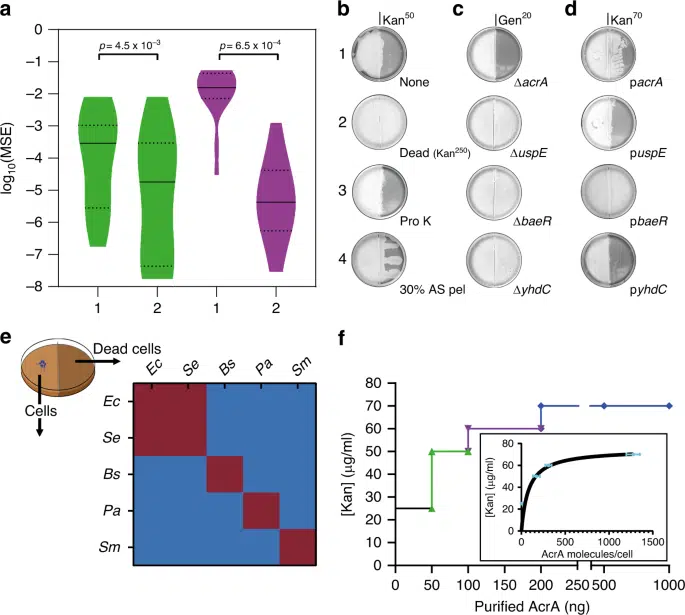 a
0
−1
−2
−3
−4
−5
−6
−7
−8
log10(MSE)
p = 4.5 x 10−3
p = 6.5 x 10−4
1 2 1 2
b
Kan50
1
None
2
Dead (Kan250)
3
Pro K
4
30% AS pel
c
Gen20
ΔacrA
ΔuspE
ΔbaeR
ΔyhdC
d
Kan70
pacrA
puspE
pbaeR
pyhdC
e
Dead cells
Cells
Ec Se Bs Pa Sm
Ec
Se
Bs
Pa
Sm
f
80
70
60
50
40
30
20
10
0
[Kan] (µg/ml)
0 50 100 150 200 250 500 1000
Purified AcrA (ng)
80
60
40
20
0
[Kan] (µg/ml)
0 500 1000 1500
AcrA molecules/cell